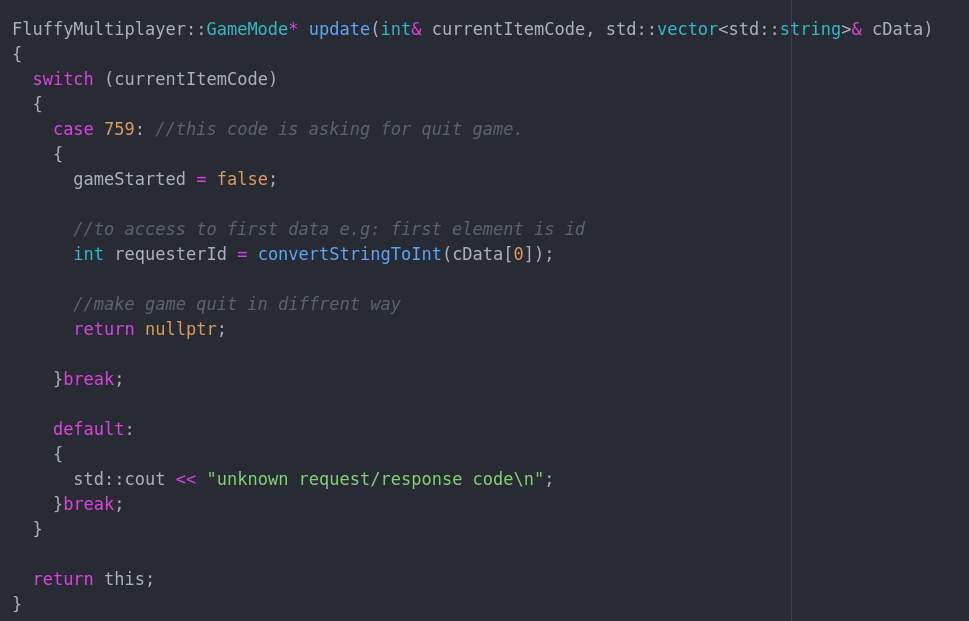 FluffyMultiplayer::GameMode* update(int& currentItemCode, std::vector<std::string>& cData)
{
  switch (currentItemCode)
  {
    case 759: //this code is asking for quit game.
    {
      gameStarted = false;

      //to access to first data e.g: first element is id
      int requesterId = convertStringToInt(cData[0]);

      //make game quit in diffrent way
      return nullptr;

    }break;

    default:
    {
      std::cout << "unknown request/response code\n";
    }break;
  }

  return this;
}